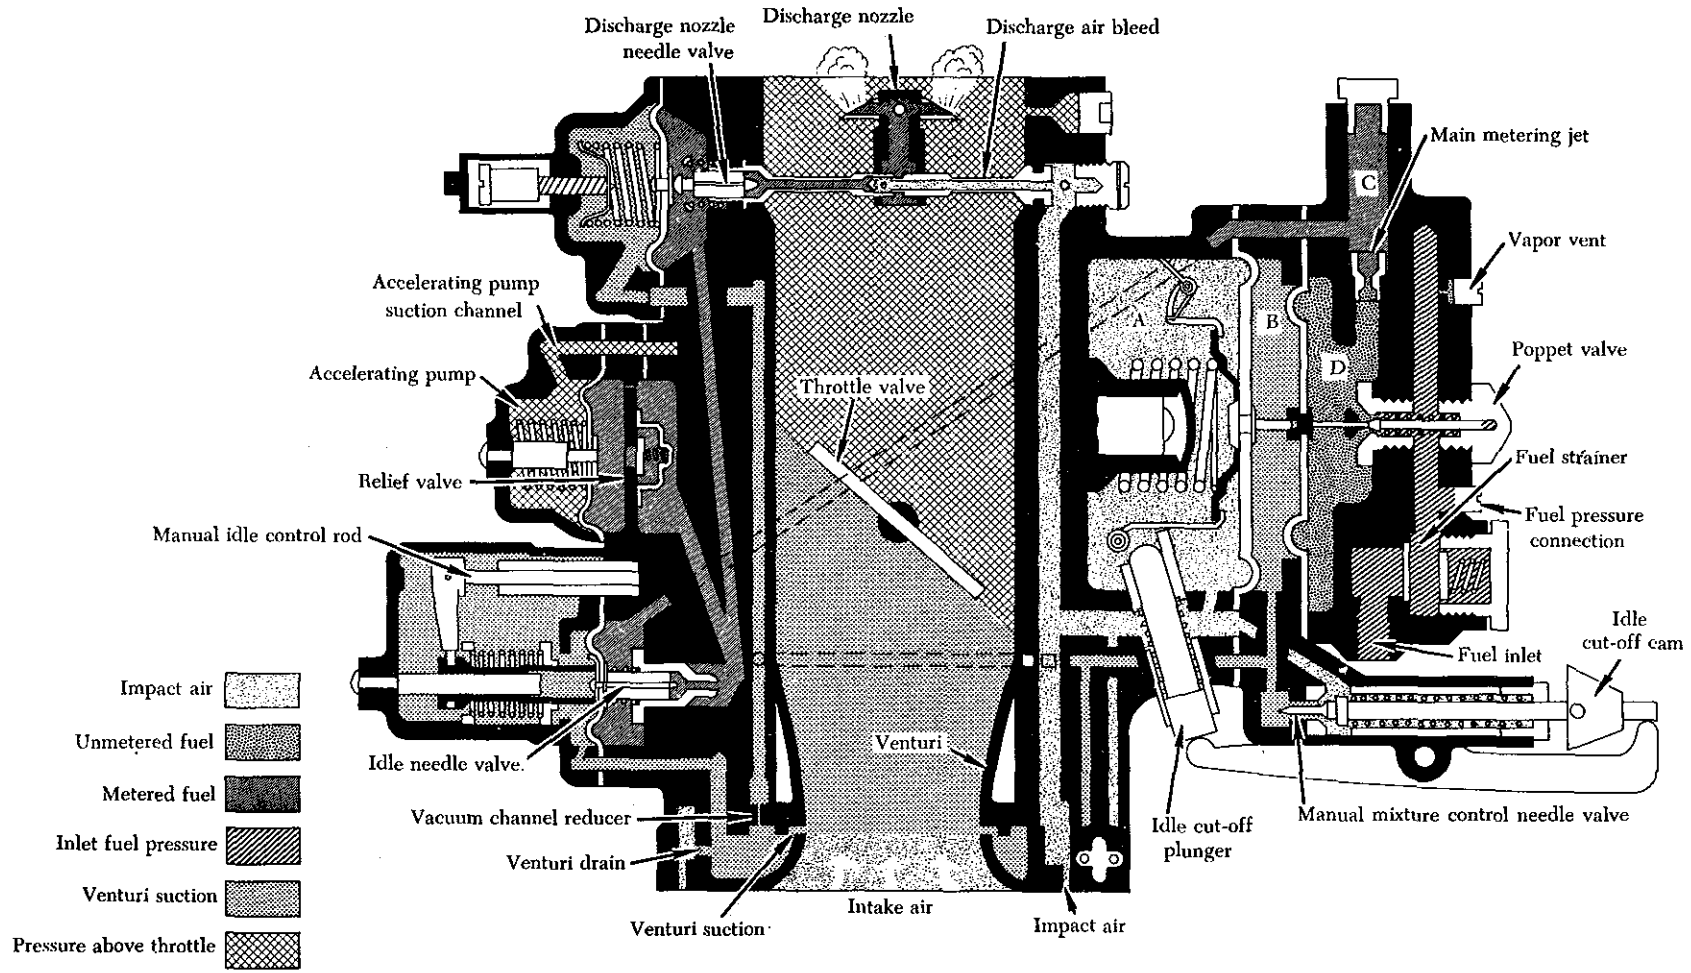 Discharge nozzle
needle valve
Discharge nozzle
Discharge air bleed
Main metering jet
C
Vapor vent
Accelerating pump
suction channel
A
B
D
Poppet valve
Accelerating pump
Throttle valve
Fuel strainer
Relief valve
Fuel pressure
connection
Manual idle control rod
Idle
cut-off cam
Fuel inlet
Impact air
Unmetered fuel
Metered fuel
Inlet fuel pressure
Venturi suction
Pressure above throttle
Idle needle valve.
Venturi
Vacuum channel reducer
Manual mixture control needle valve
Idle cut-off
plunger
Venturi drain
Venturi suction
Intake air
Impact air